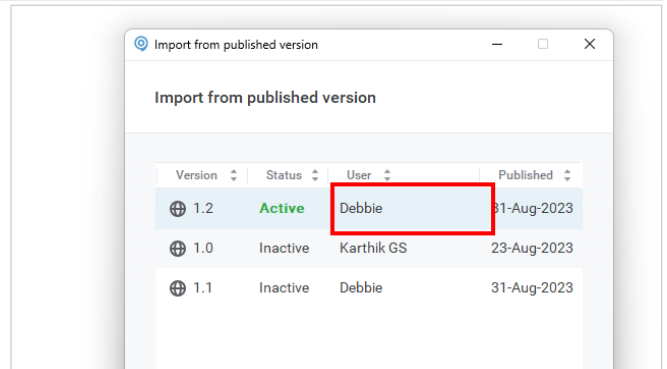 Import from published version
Import from published version
Version Status User Published
1.2 Active Debbie 31-Aug-2023
1.0 Inactive Karthik GS 23-Aug-2023
1.1 Inactive Debbie 31-Aug-2023